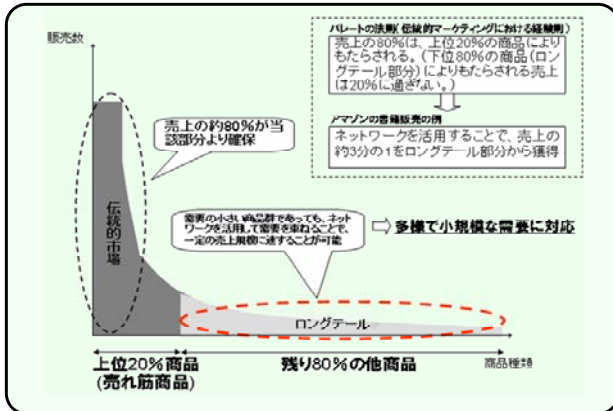 販売数
パレートの法則(伝統的マーケティングにおける経験則)
売上の80%は、上位20%の商品により
もたらされる。(下位80%の商品(ロン
グテール部分)によりもたらされる売上
は20%に過ぎない。)
アマゾンの書籍販売の例
ネットワークを活用することで、売上の
約3分の1をロングテール部分から獲得
売上の約80%が当
該部分より確保
伝統的市場
需要の小さい商品群であっても、ネット
ワークを活用して需要を束ねることで、
一定の売上規模に達することが可能
⇨ 多様で小規模な需要に対応
ロングテール
上位20%商品
(売れ筋商品)
残り80%の他商品
商品種類